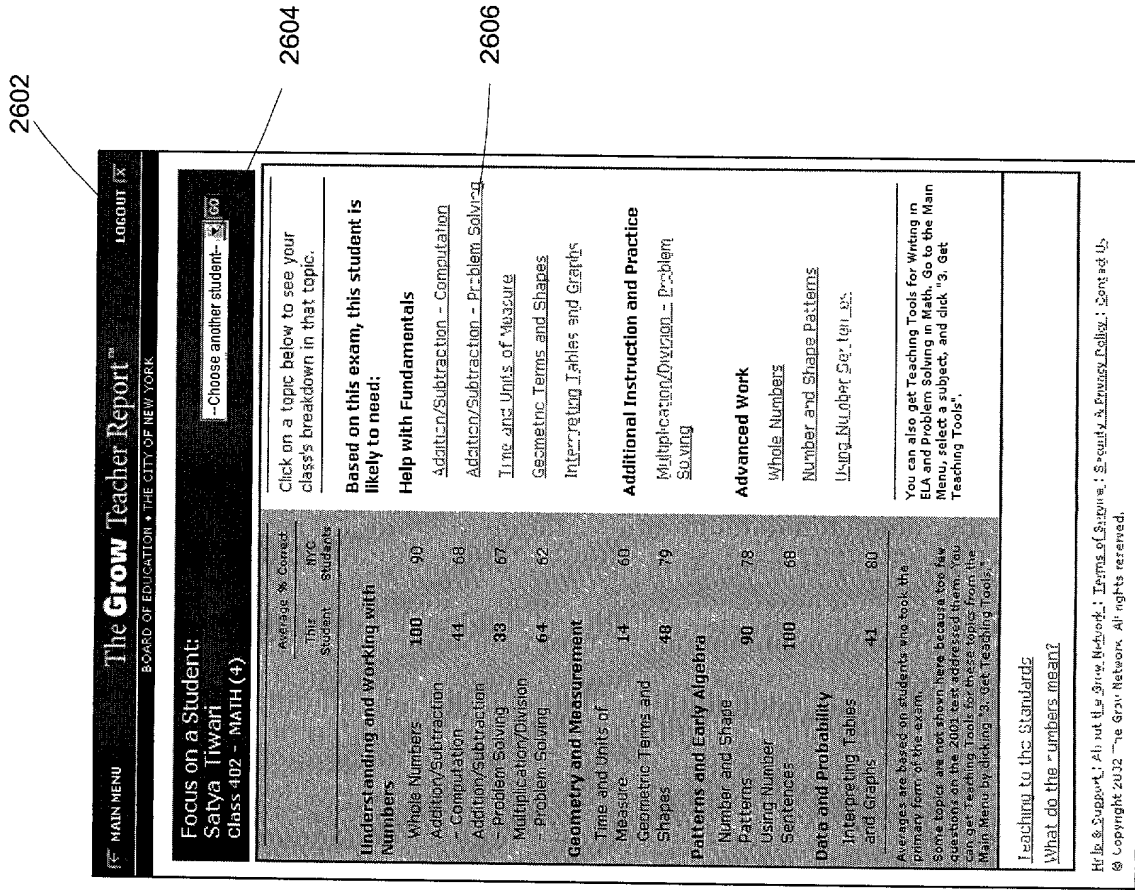 2602
2604
2606
MAIN MENU
The Grow Teacher Report™
LOGOUT X
BOARD OF EDUCATION • THE CITY OF NEW YORK
Focus on a Student:
Satya Tiwari
Class 402 - MATH (4)
--Choose another student-- GO
Average % Correct
This Student
NYC Students
Understanding and Working with Numbers
Whole Numbers 100 90
Addition/Subtraction
- Computation 44 68
Addition/Subtraction
- Problem Solving 33 67
Multiplication/Division
- Problem Solving 64 62
Geometry and Measurement
Time and Units of
Measure 14 60
Geometric Terms and
Shapes 48 79
Patterns and Early Algebra
Number and Shape
Patterns 90 78
Using Number
Sentences 100 68
Data and Probability
Interpreting Tables
and Graphs 41 80
Averages are based on students who took the
primary form of the exam.
Some topics are not shown here because too few
questions on the 2001 test addressed them. You
can get Teaching Tools for these topics from the
Main Menu by clicking "3. Get Teaching Tools."
Click on a topic below to see your
class's breakdown in that topic.
Based on this exam, this student is
likely to need:
Help with Fundamentals
Addition/Subtraction - Computation
Addition/Subtraction - Problem Solving
Time and Units of Measure
Geometric Terms and Shapes
Interpreting Tables and Graphs
Additional Instruction and Practice
Multiplication/Division - Problem
Solving
Advanced Work
Whole Numbers
Number and Shape Patterns
Using Number Sentences
You can also get Teaching Tools for Writing in
ELA and Problem Solving in Math. Go to the Main
Menu, select a subject, and click "3. Get
Teaching Tools".
Teaching to the Standards
What do the numbers mean?
Help & Support | About the Grow Network | Terms of Service | Security & Privacy Policy | Contact Us
© Copyright 2002 The Grow Network. All rights reserved.